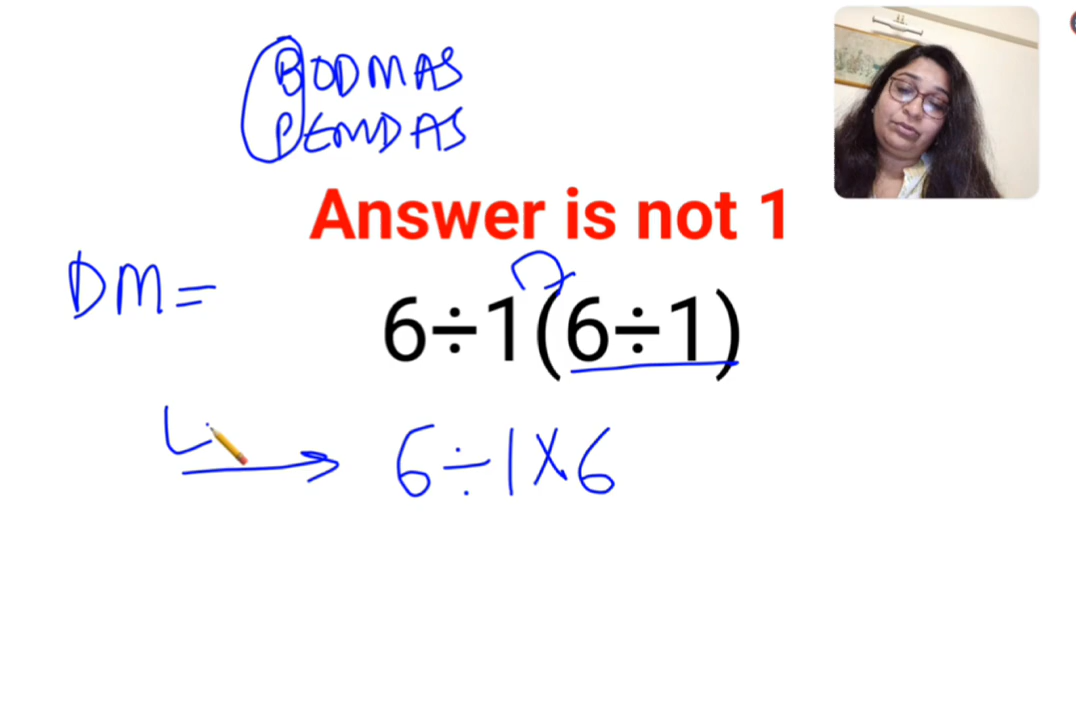 BODMAS
PEMDAS
Answer is not 1
DM =
6÷1(6÷1)
6÷1×6